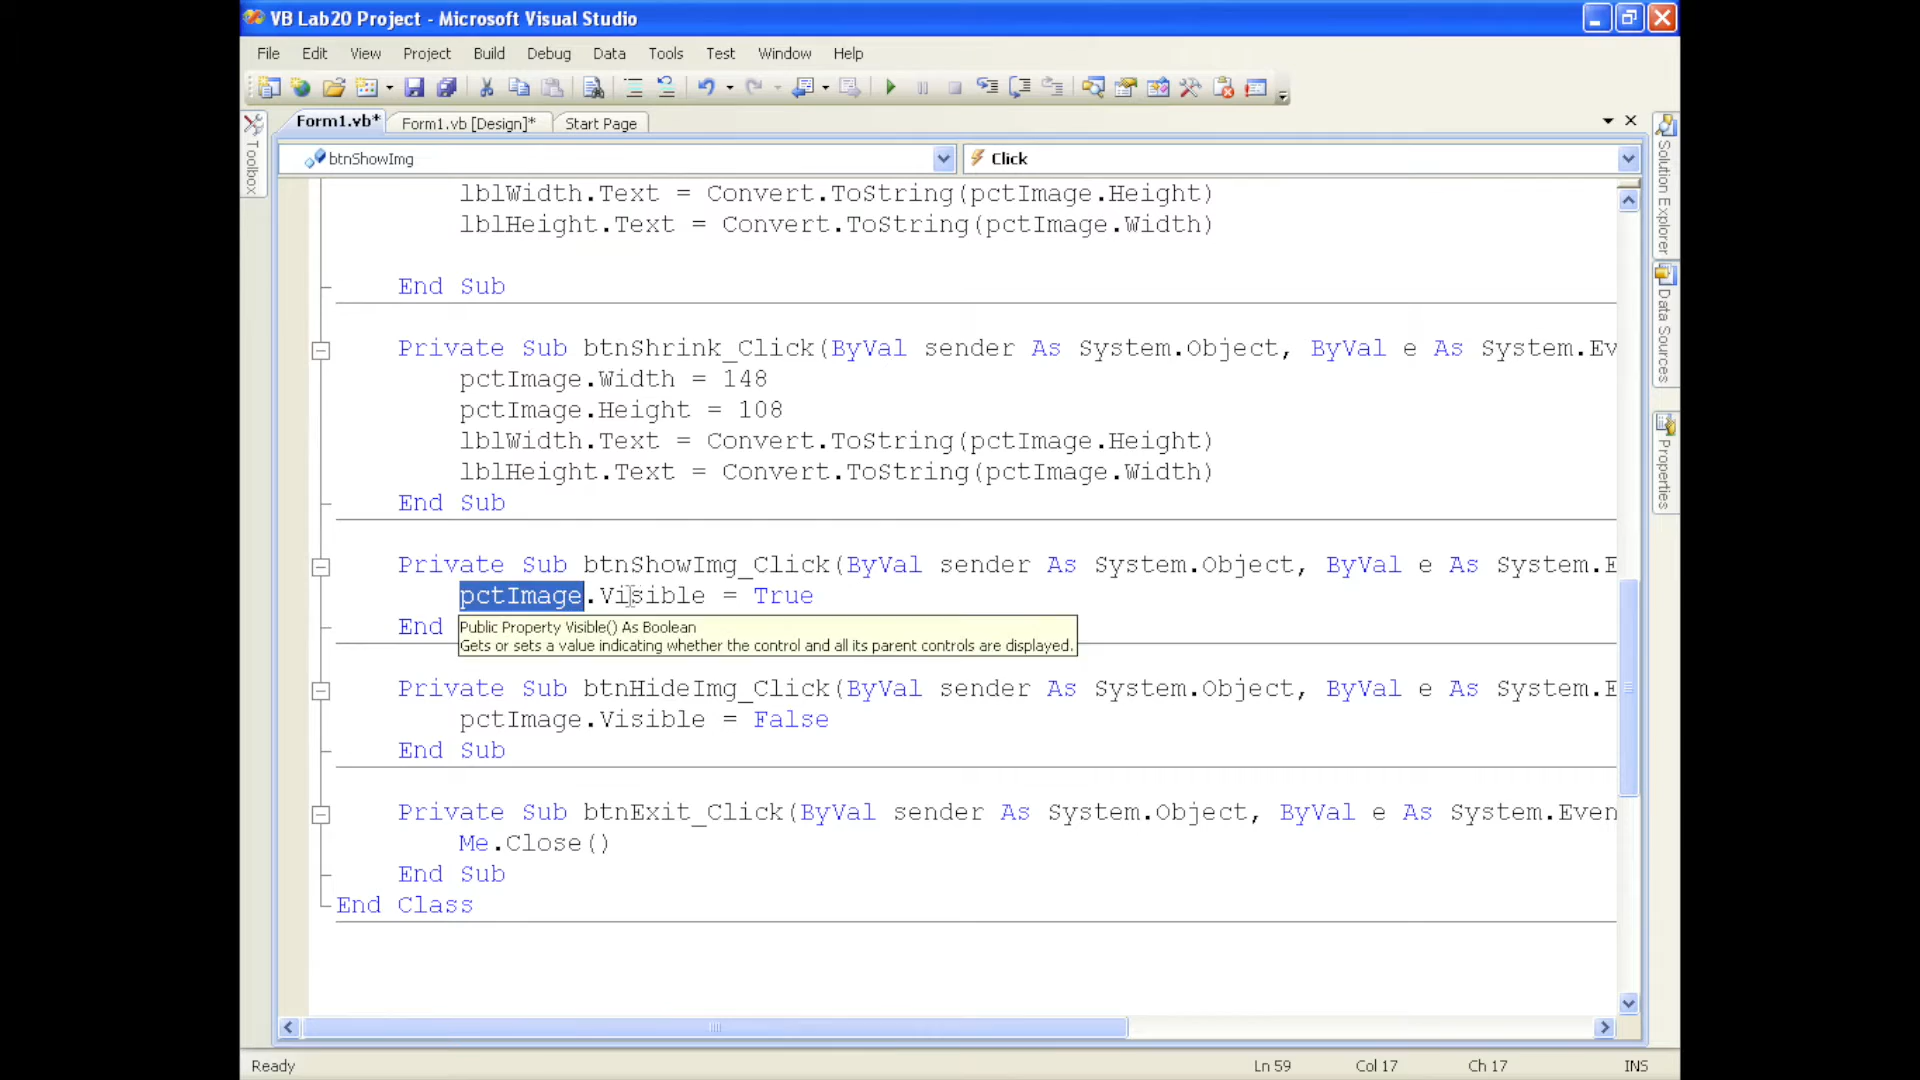 VB Lab20 Project - Microsoft Visual Studio
File Edit View Project Build Debug Data Tools Test Window Help
Form1.vb* Form1.vb [Design]* Start Page
Toolbox
btnShowImg Click
lblWidth.Text = Convert.ToString(pctImage.Height)
lblHeight.Text = Convert.ToString(pctImage.Width)
End Sub
Private Sub btnShrink_Click(ByVal sender As System.Object, ByVal e As System.Ev
pctImage.Width = 148
pctImage.Height = 108
lblWidth.Text = Convert.ToString(pctImage.Height)
lblHeight.Text = Convert.ToString(pctImage.Width)
End Sub
Private Sub btnShowImg_Click(ByVal sender As System.Object, ByVal e As System.E
pctImage.Visible = True
End
Public Property Visible() As Boolean
Gets or sets a value indicating whether the control and all its parent controls are displayed.
Private Sub btnHideImg_Click(ByVal sender As System.Object, ByVal e As System.E
pctImage.Visible = False
End Sub
Private Sub btnExit_Click(ByVal sender As System.Object, ByVal e As System.Even
Me.Close()
End Sub
End Class
Solution Explorer
Data Sources
Properties
Ready Ln 59 Col 17 Ch 17 INS